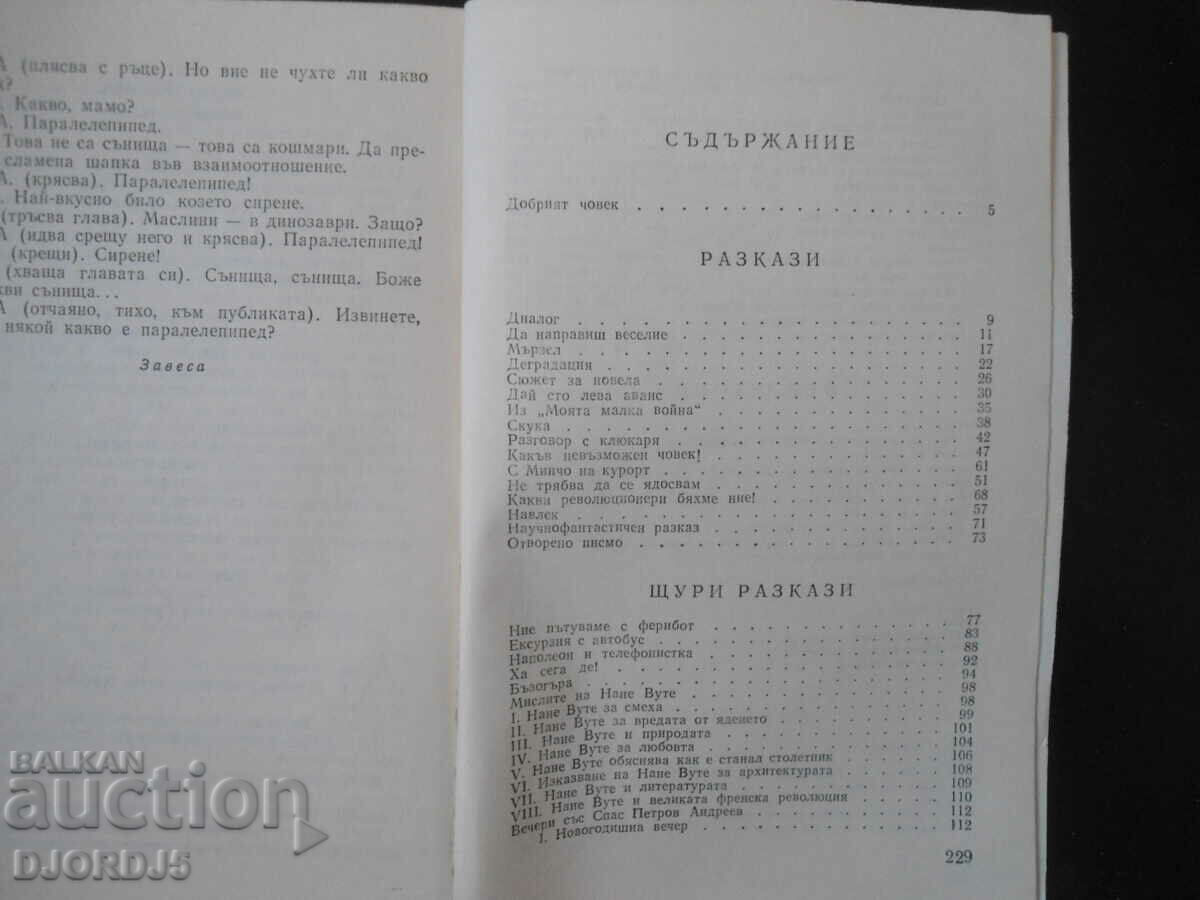 А (плясва с ръце). Но вие не чухте ли какво
?
. Какво, мамо?
А. Паралелепипед.
Това не са сънища — това са кошмари. Да пре-
сламена шапка във взаимоотношение.
А. (крясва). Паралелепипед!
. Най-вкусно било козето сирене.
(тръсва глава). Маслини — в динозаври. Защо?
А (идва срещу него и крясва). Паралелепипед!
(крещи). Сирене!
(хваща главата си). Сънища, сънища. Боже
кви сънища...
А (отчаяно, тихо, към публиката). Извинете,
някой какво е паралелепипед?
Завеса
СЪДЪРЖАНИЕ
Добрият човек . . . . . . . . . . . . . . . 5
РАЗКАЗИ
Диалог . . . . . . . . . . . . . . . . . 9
Да направиш веселие . . . . . . . . . . . . . 11
Мързел . . . . . . . . . . . . . . . . . 17
Деградация . . . . . . . . . . . . . . . . 22
Сюжет за новела . . . . . . . . . . . . . . 26
Дай сто лева аванс . . . . . . . . . . . . . 30
Из „Моята малка война“ . . . . . . . . . . . . 35
Скука . . . . . . . . . . . . . . . . . 38
Разговор с клюкаря . . . . . . . . . . . . . 42
Какъв невъзможен човек! . . . . . . . . . . . 47
С Минчо на курорт . . . . . . . . . . . . . 61
Не трябва да се ядосвам . . . . . . . . . . . 51
Какви революционери бяхме ние! . . . . . . . . . 68
Навлек . . . . . . . . . . . . . . . . . 57
Научнофантастичен разказ . . . . . . . . . . . 71
Отворено писмо . . . . . . . . . . . . . . 73
ЩУРИ РАЗКАЗИ
Ние пътуваме с ферибот . . . . . . . . . . . 77
Екскурзия с автобус . . . . . . . . . . . . . 83
Наполеон и телефонистка . . . . . . . . . . . 88
Ха сега де! . . . . . . . . . . . . . . . 92
Бъзогъра . . . . . . . . . . . . . . . . 94
Мислите на Нане Вуте . . . . . . . . . . . . 98
I. Нане Вуте за смеха . . . . . . . . . . . . 98
II. Нане Вуте за вредата от яденето . . . . . . . . 99
III. Нане Вуте и природата . . . . . . . . . . 101
IV. Нане Вуте за любовта . . . . . . . . . . . 104
V. Нане Вуте обяснява как е станал столетник . . . . 106
VI. Изказване на Нане Вуте за архитектурата . . . . 108
VII. Нане Вуте и литературата . . . . . . . . . 109
VIII. Нане Вуте и великата френска революция . . . . 110
Вечери със Спас Петров Андреев . . . . . . . . . 112
I. Новогодишна вечер . . . . . . . . . . . . 112
229
BALKAN
auction
DJORDJ5